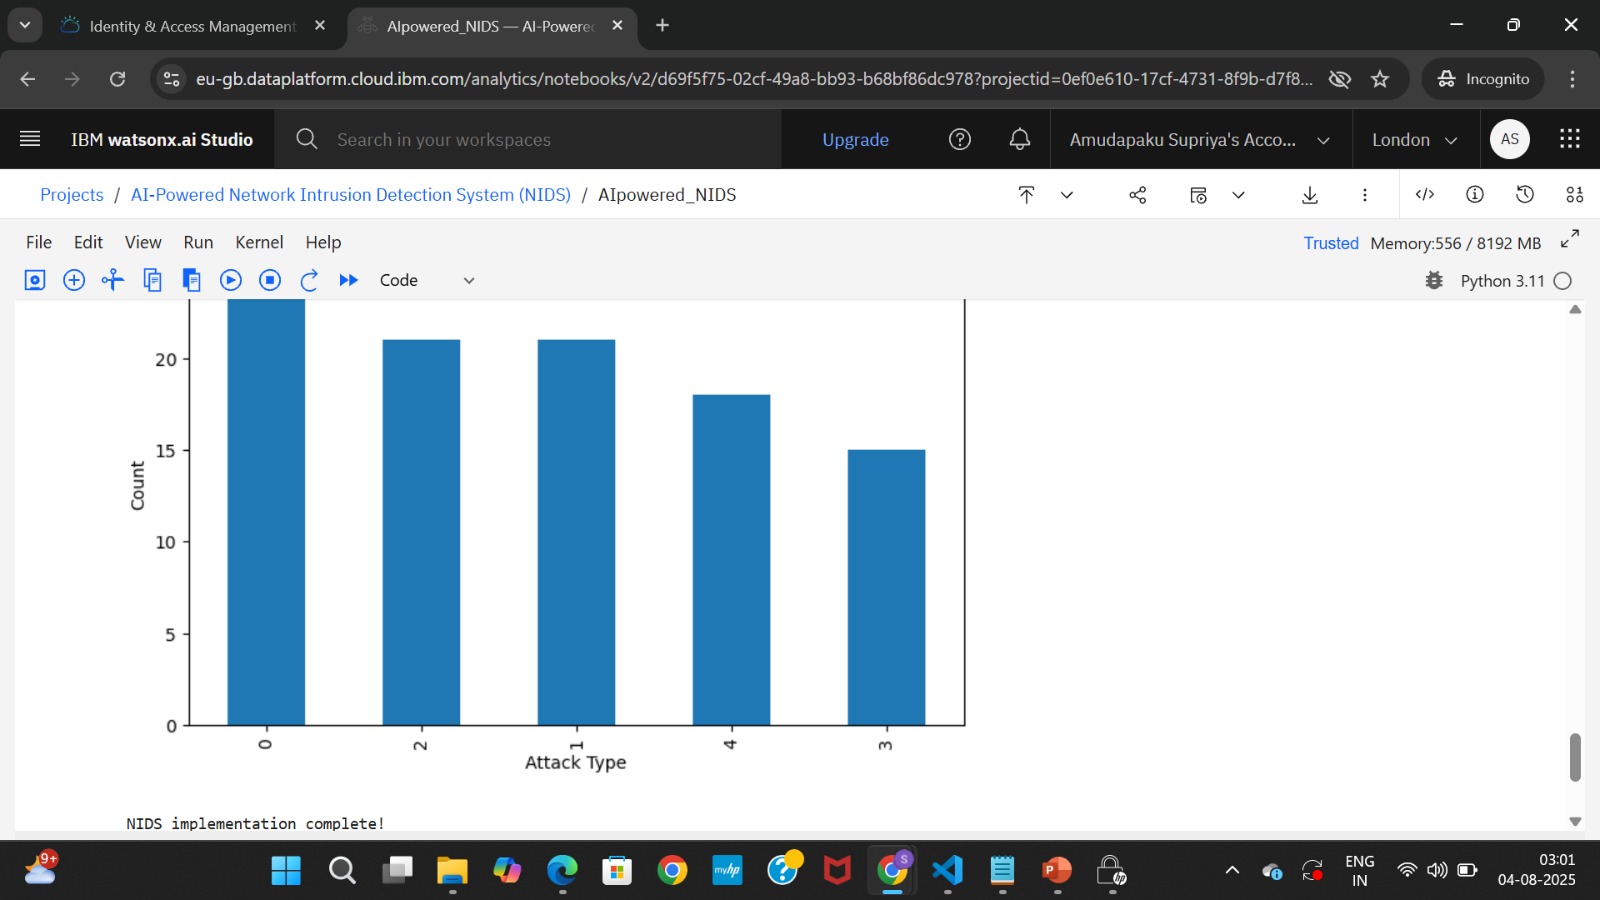 Identity & Access Management
AIpowered_NIDS — AI-Powered
eu-gb.dataplatform.cloud.ibm.com/analytics/notebooks/v2/d69f5f75-02cf-49a8-bb93-b68bf86dc978?projectid=0ef0e610-17cf-4731-8f9b-d7f8...
Incognito
IBM watsonx.ai Studio
Search in your workspaces
Upgrade
Amudapaku Supriya's Acco...
London
AS
Projects / AI-Powered Network Intrusion Detection System (NIDS) / AIpowered_NIDS
File Edit View Run Kernel Help
Trusted Memory:556 / 8192 MB
Code
Python 3.11
20
15
10
5
0
Count
0 2 1 4 3
Attack Type
NIDS implementation complete!
9+
myhp
S
P
hp
ENG
IN
03:01
04-08-2025